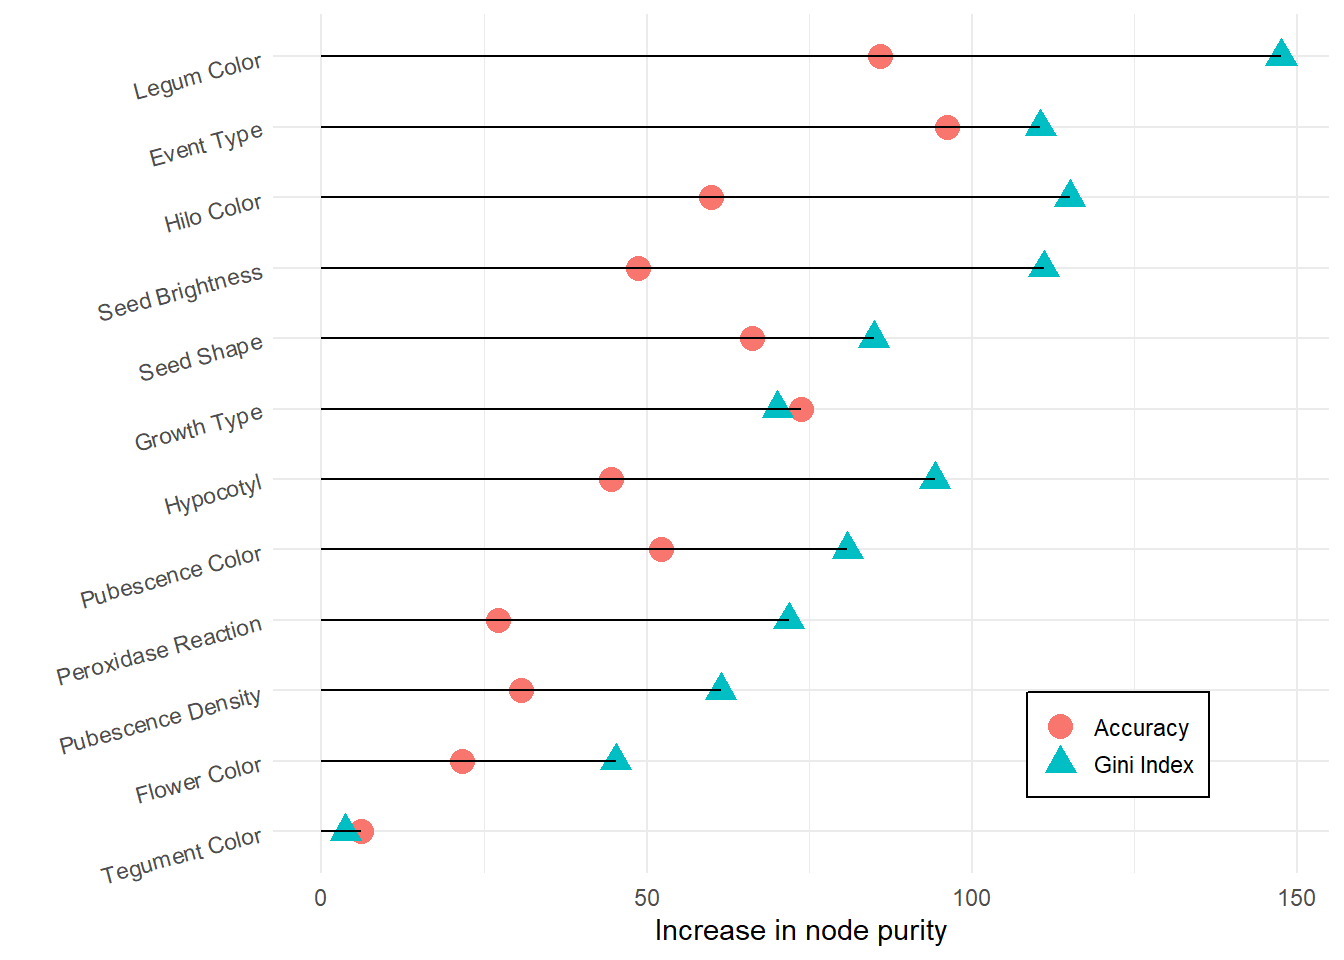 Legum Color
Event Type
Hilo Color
Seed Brightness
Seed Shape
Growth Type
Hypocotyl
Pubescence Color
Peroxidase Reaction
Pubescence Density
Flower Color
Tegument Color
Accuracy
Gini Index
0 50 100 150
Increase in node purity